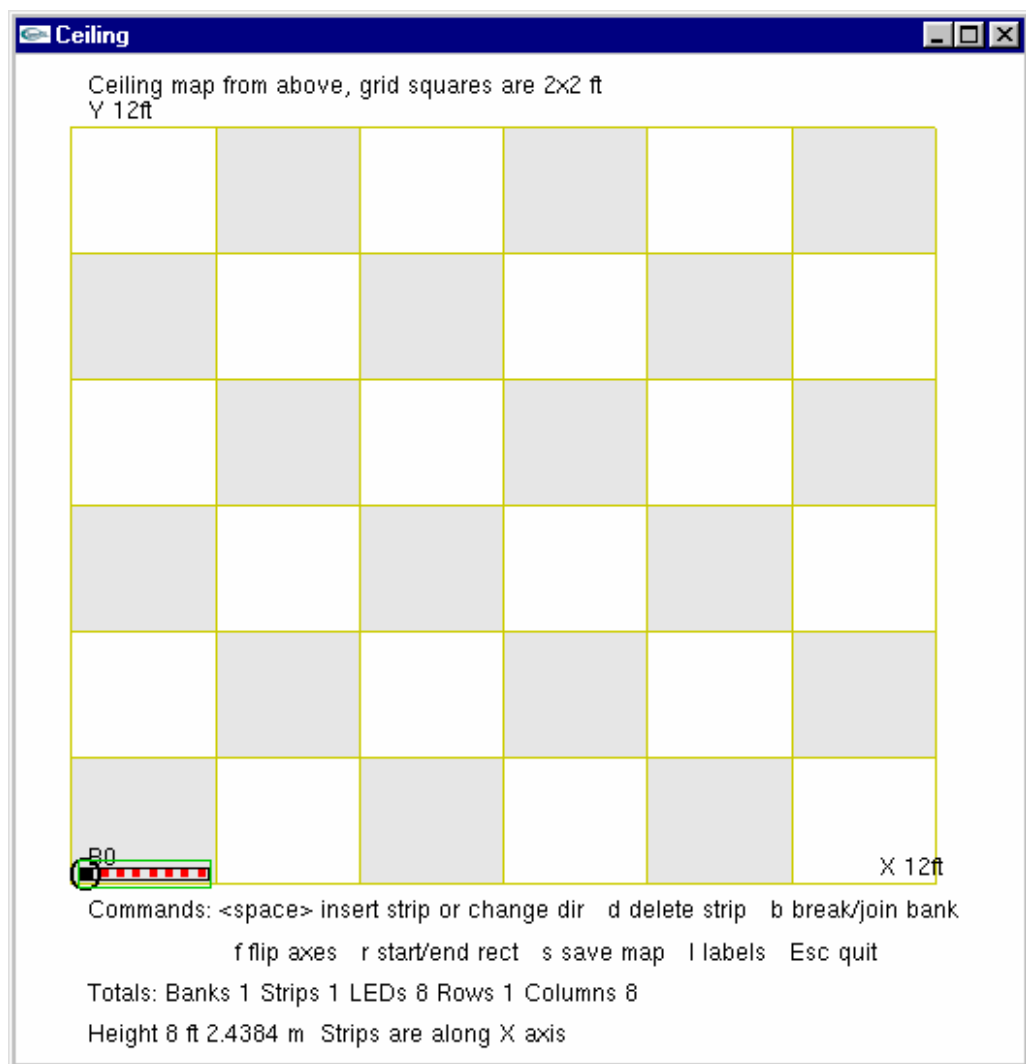 Ceiling
Ceiling map from above, grid squares are 2x2 ft
Y 12ft
B0
X 12ft
Commands: <space> insert strip or change dir d delete strip b break/join bank
f flip axes r start/end rect s save map l labels Esc quit
Totals: Banks 1 Strips 1 LEDs 8 Rows 1 Columns 8
Height 8 ft 2.4384 m Strips are along X axis